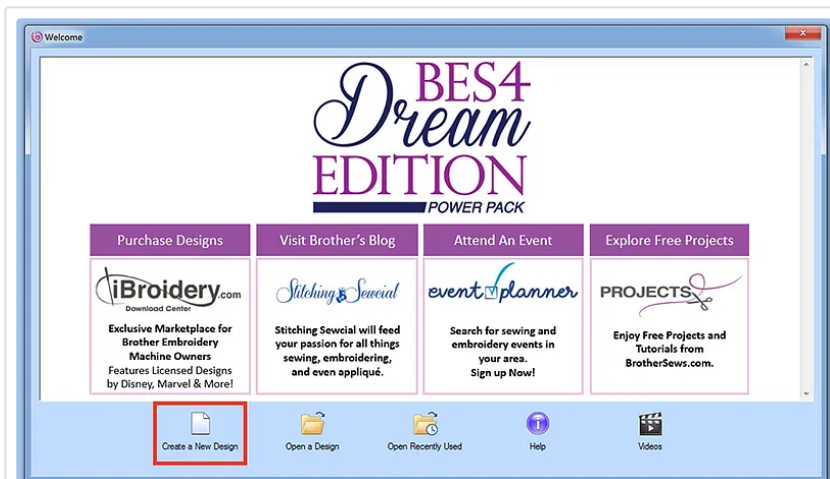 Welcome
BES4
Dream
EDITION
POWER PACK
Purchase Designs
Visit Brother's Blog
Attend An Event
Explore Free Projects
iBroidery.com
Download Center
Exclusive Marketplace for
Brother Embroidery
Machine Owners
Features Licensed Designs
by Disney, Marvel & More!
Stitching & Sewcial
Stitching Sewcial will feed
your passion for all things
sewing, embroidering,
and even appliqué.
event planner
Search for sewing and
embroidery events in
your area.
Sign up Now!
PROJECTS
Enjoy Free Projects and
Tutorials from
BrotherSews.com.
Create a New Design
Open a Design
Open Recently Used
Help
Videos